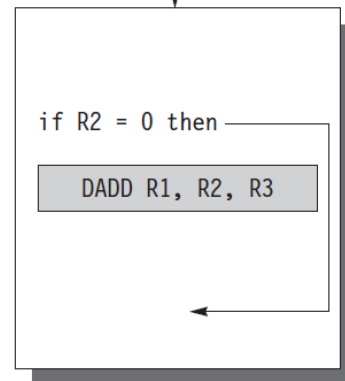 if R2 = 0 then
DADD R1, R2, R3